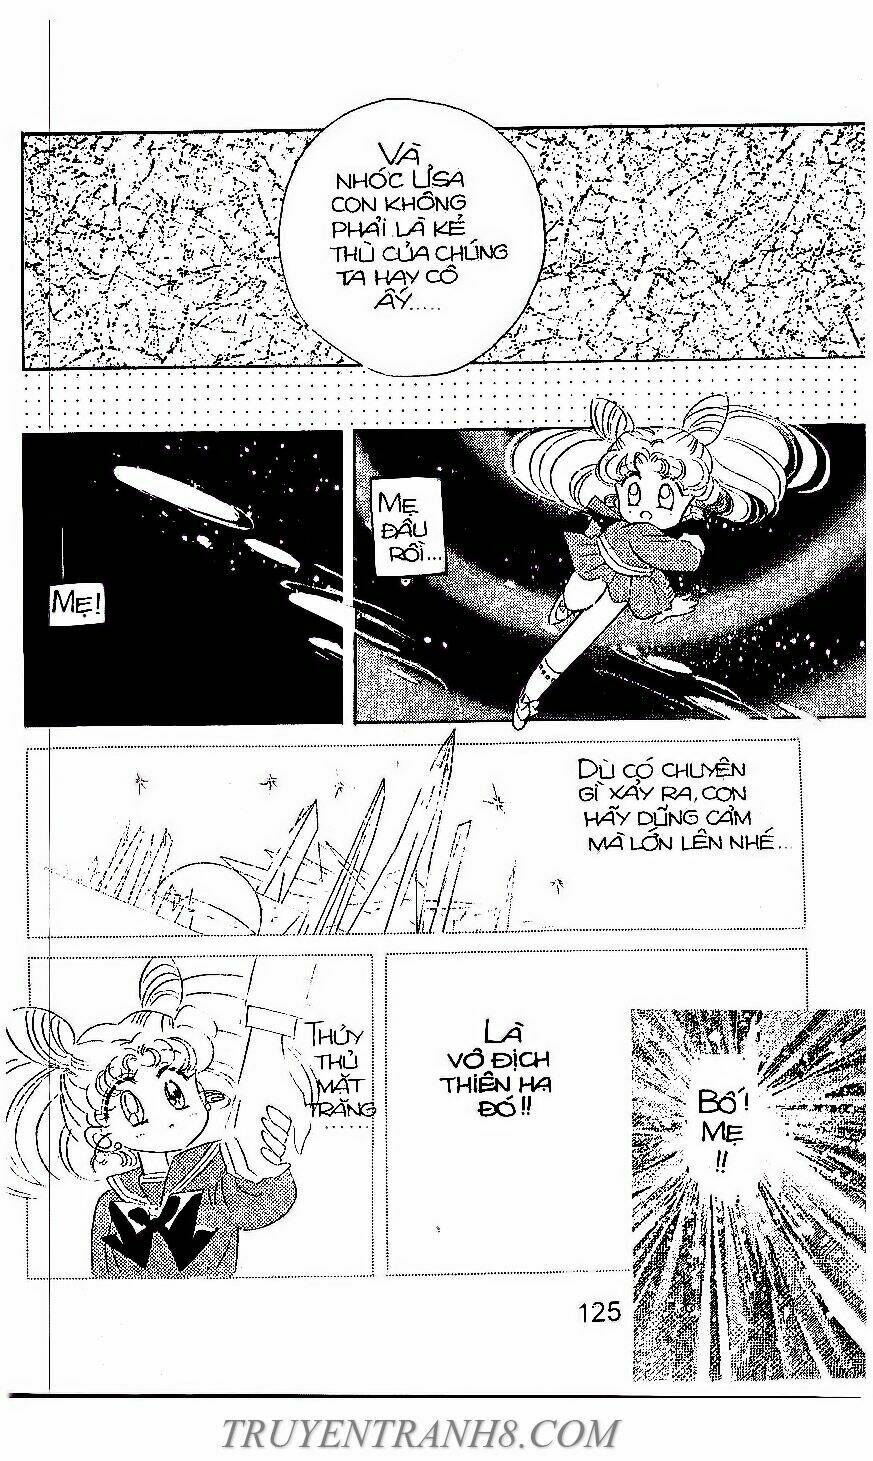 VÀ
NHÓC LISA
CON KHÔNG
PHẢI LÀ KẺ
THÙ CỦA CHÚNG
TA HAY CÔ
ẤY.....
MẸ!
MẸ
ĐÂU
RỒI...
DÙ CÓ CHUYỆN
GÌ XẢY RA, CON
HÃY DŨNG CẢM
MÀ LỚN LÊN NHÉ...
THỦY
THỦ
MẶT
TRĂNG
......
LÀ
VÔ ĐỊCH
THIÊN HẠ
ĐÓ!!
BỐ!
MẸ
!!
125
TRUYENTRANH8.COM